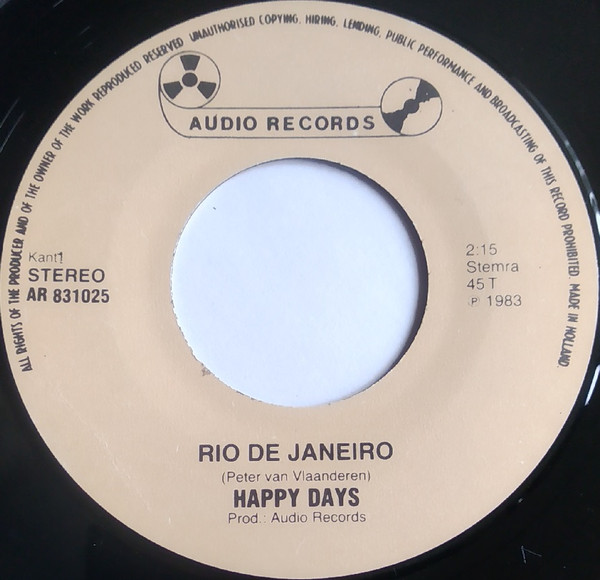 ALL RIGHTS OF THE PRODUCER AND OF THE OWNER OF THE WORK REPRODUCED RESERVED UNAUTHORISED COPYING, HIRING, LENDING, PUBLIC PERFORMANCE AND BROADCASTING OF THIS RECORD PROHIBITED. MADE IN HOLLAND.
AUDIO RECORDS
Kant 1
STEREO
AR 831025
2:15
Stemra
45 T
℗ 1983
RIO DE JANEIRO
(Peter van Vlaanderen)
HAPPY DAYS
Prod.: Audio Records